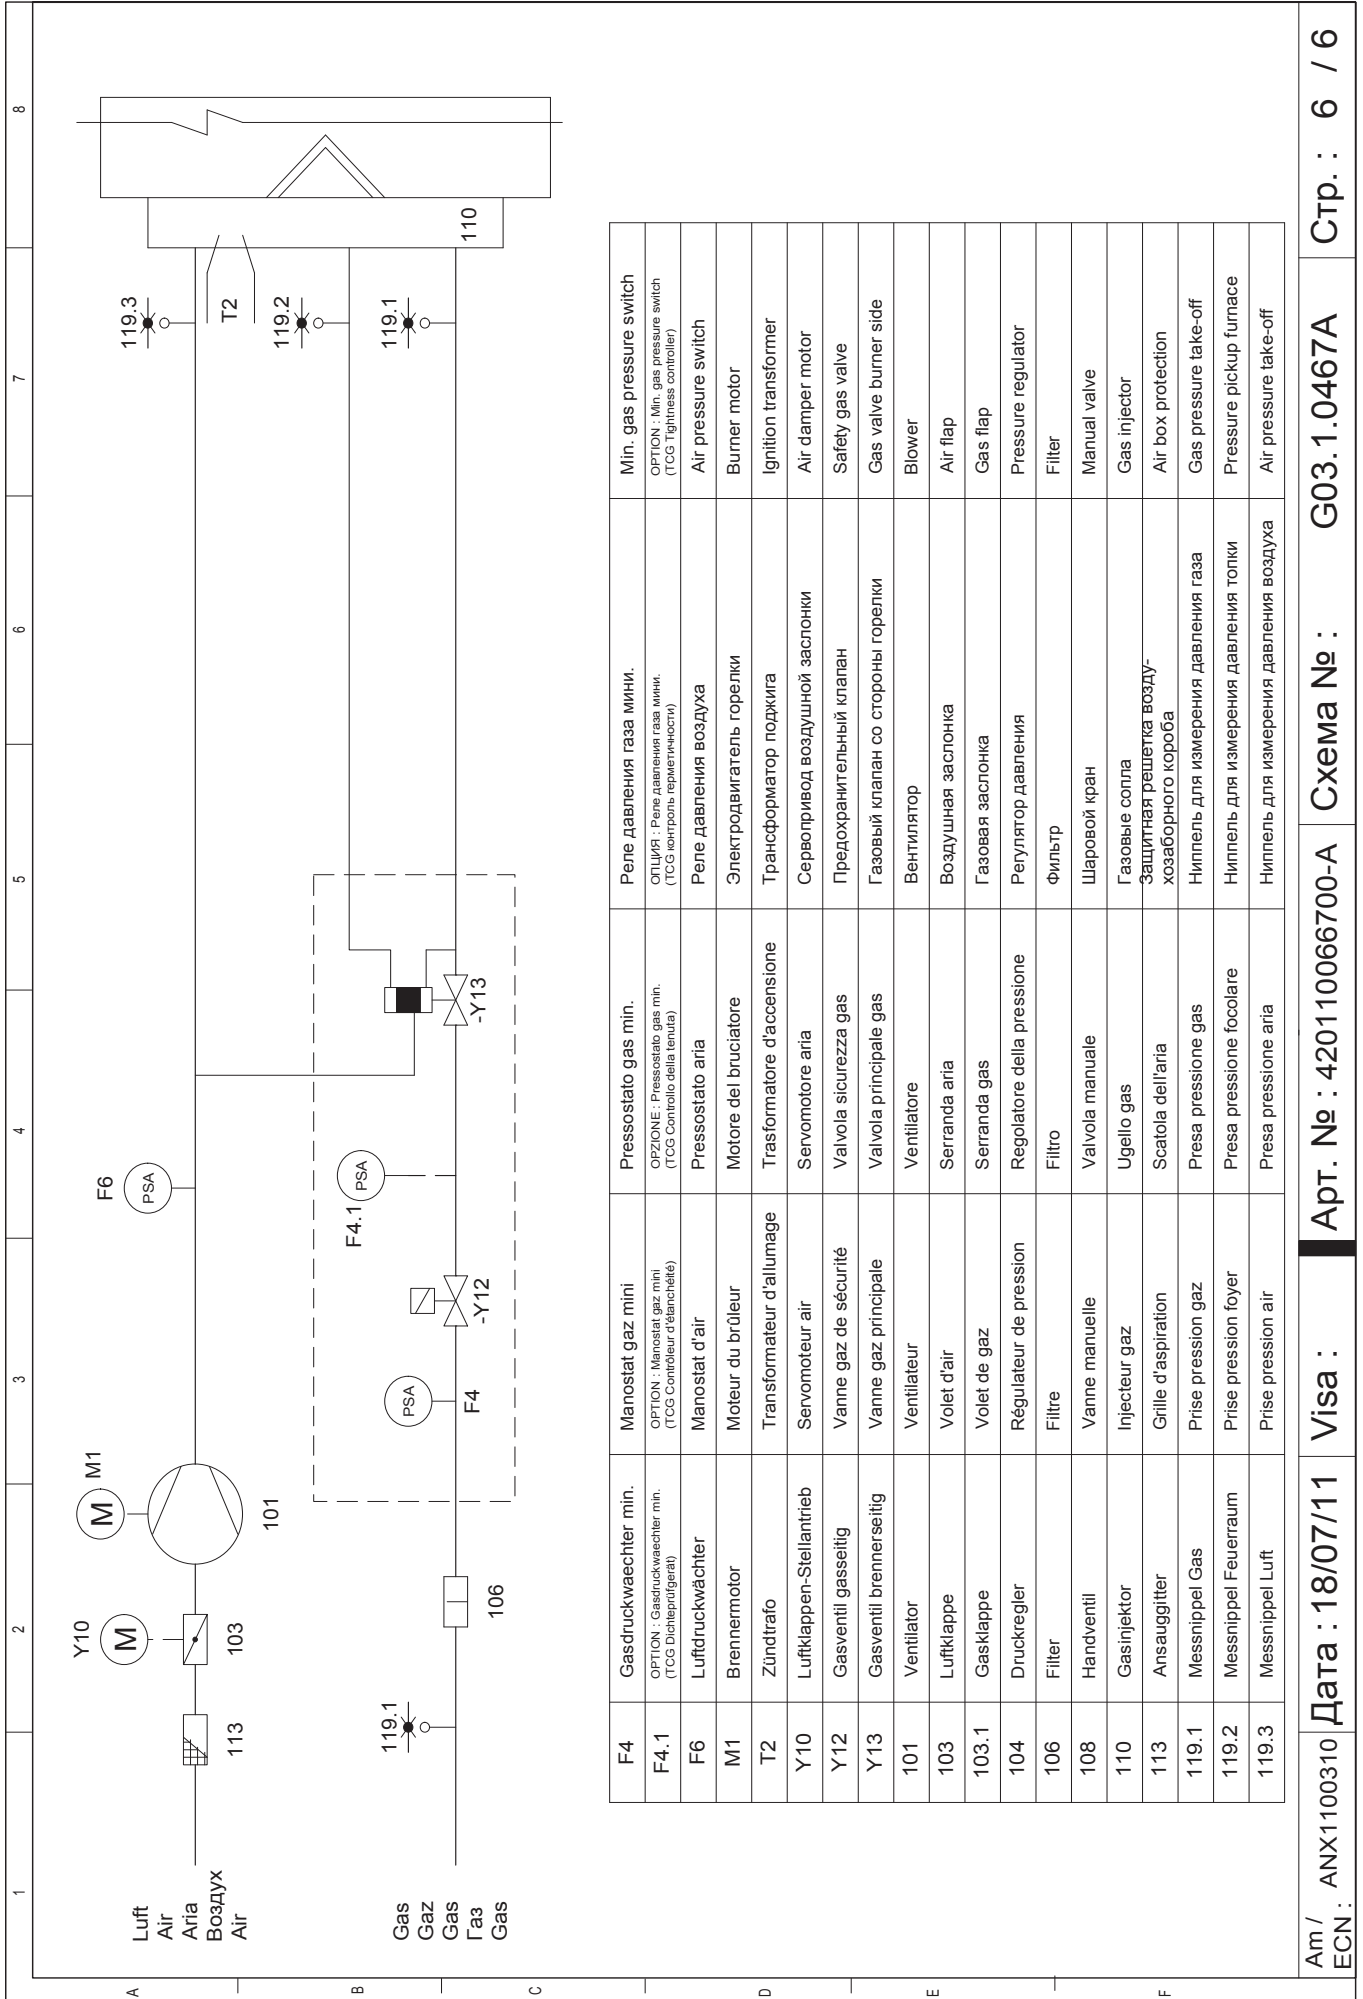 1 2 3 4 5 6 7 8
A
B
C
D
E
F
Luft
Air
Aria
Воздух
Air
113
Y10
M
103
M
M1
101
F6
PSA
119.3
T2
110
Gas
Gaz
Gas
Газ
Gas
119.1
106
PSA
F4
-Y12
F4.1
PSA
-Y13
119.2
119.1
F4 Gasdruckwaechter min. Manostat gaz mini Pressostato gas min. Реле давления газа мини. Min. gas pressure switch
F4.1 OPTION : Gasdruckwaechter min. OPTION : Manostat gaz mini OPZIONE : Pressostato gas min. ОПЦИЯ : Реле давления газа мини. OPTION : Min. gas pressure switch
(TCG Dichteprüfgerät) (TCG Contrôleur d'étanchéité) (TCG Controllo della tenuta) (TCG контроль герметичности) (TCG Tightness controller)
F6 Luftdruckwächter Manostat d'air Pressostato aria Реле давления воздуха Air pressure switch
M1 Brennermotor Moteur du brûleur Motore del bruciatore Электродвигатель горелки Burner motor
T2 Zündtrafo Transformateur d'allumage Trasformatore d'accensione Трансформатор поджига Ignition transformer
Y10 Luftklappen-Stellantrieb Servomoteur air Servomotore aria Сервопривод воздушной заслонки Air damper motor
Y12 Gasventil gasseitig Vanne gaz de sécurité Valvola sicurezza gas Предохранительный клапан Safety gas valve
Y13 Gasventil brennerseitig Vanne gaz principale Valvola principale gas Газовый клапан со стороны горелки Gas valve burner side
101 Ventilator Ventilateur Ventilatore Вентилятор Blower
103 Luftklappe Volet d'air Serranda aria Воздушная заслонка Air flap
103.1 Gasklappe Volet de gaz Serranda gas Газовая заслонка Gas flap
104 Druckregler Régulateur de pression Regolatore della pressione Регулятор давления Pressure regulator
106 Filter Filtre Filtro Фильтр Filter
108 Handventil Vanne manuelle Valvola manuale Шаровой кран Manual valve
110 Gasinjektor Injecteur gaz Ugello gas Газовые сопла Gas injector
113 Ansauggitter Grille d'aspiration Scatola dell'aria Защитная решетка возду-
хозаборного короба Air box protection
119.1 Messnippel Gas Prise pression gaz Presa pressione gas Ниппель для измерения давления газа Gas pressure take-off
119.2 Messnippel Feuerraum Prise pression foyer Presa pressione focolare Ниппель для измерения давления топки Pressure pickup furnace
119.3 Messnippel Luft Prise pression air Presa pressione aria Ниппель для измерения давления воздуха Air pressure take-off
Am /
ECN : ANX1100310 Дата : 18/07/11 Visa : Арт. № : 420110066700-A Схема № : G03.1.0467A Стр. : 6 / 6